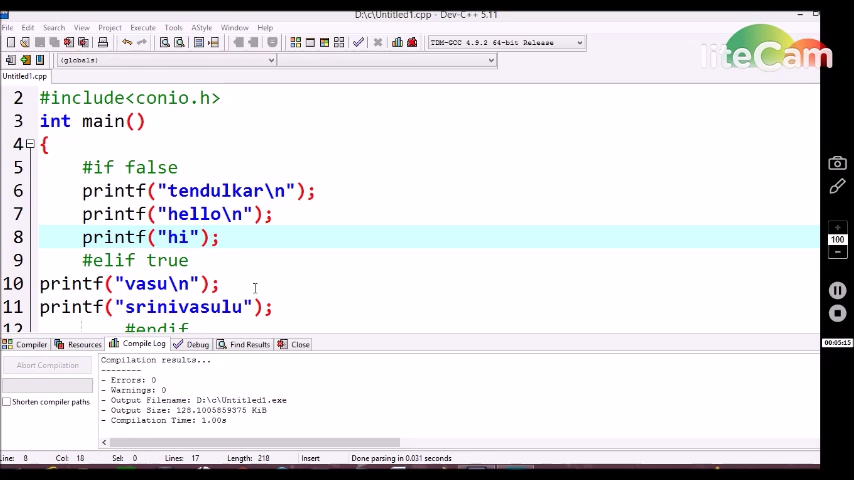 D:\c\Untitled1.cpp - Dev-C++ 5.11
File Edit Search View Project Execute Tools AStyle Window Help
TDM-GCC 4.9.2 64-bit Release
(globals)
liteCam
Untitled1.cpp
2 #include<conio.h>
3 int main()
4 {
5 #if false
6 printf("tendulkar\n");
7 printf("hello\n");
8 printf("hi");
9 #elif true
10 printf("vasu\n");
11 printf("srinivasulu");
12 #endif
100
00:05:15
Compiler Resources Compile Log Debug Find Results Close
Abort Compilation
Shorten compiler paths
Compilation results...
--------
- Errors: 0
- Warnings: 0
- Output Filename: D:\c\Untitled1.exe
- Output Size: 128.1005859375 KiB
- Compilation Time: 1.00s
Line: 8 Col: 18 Sel: 0 Lines: 17 Length: 218 Insert Done parsing in 0.031 seconds